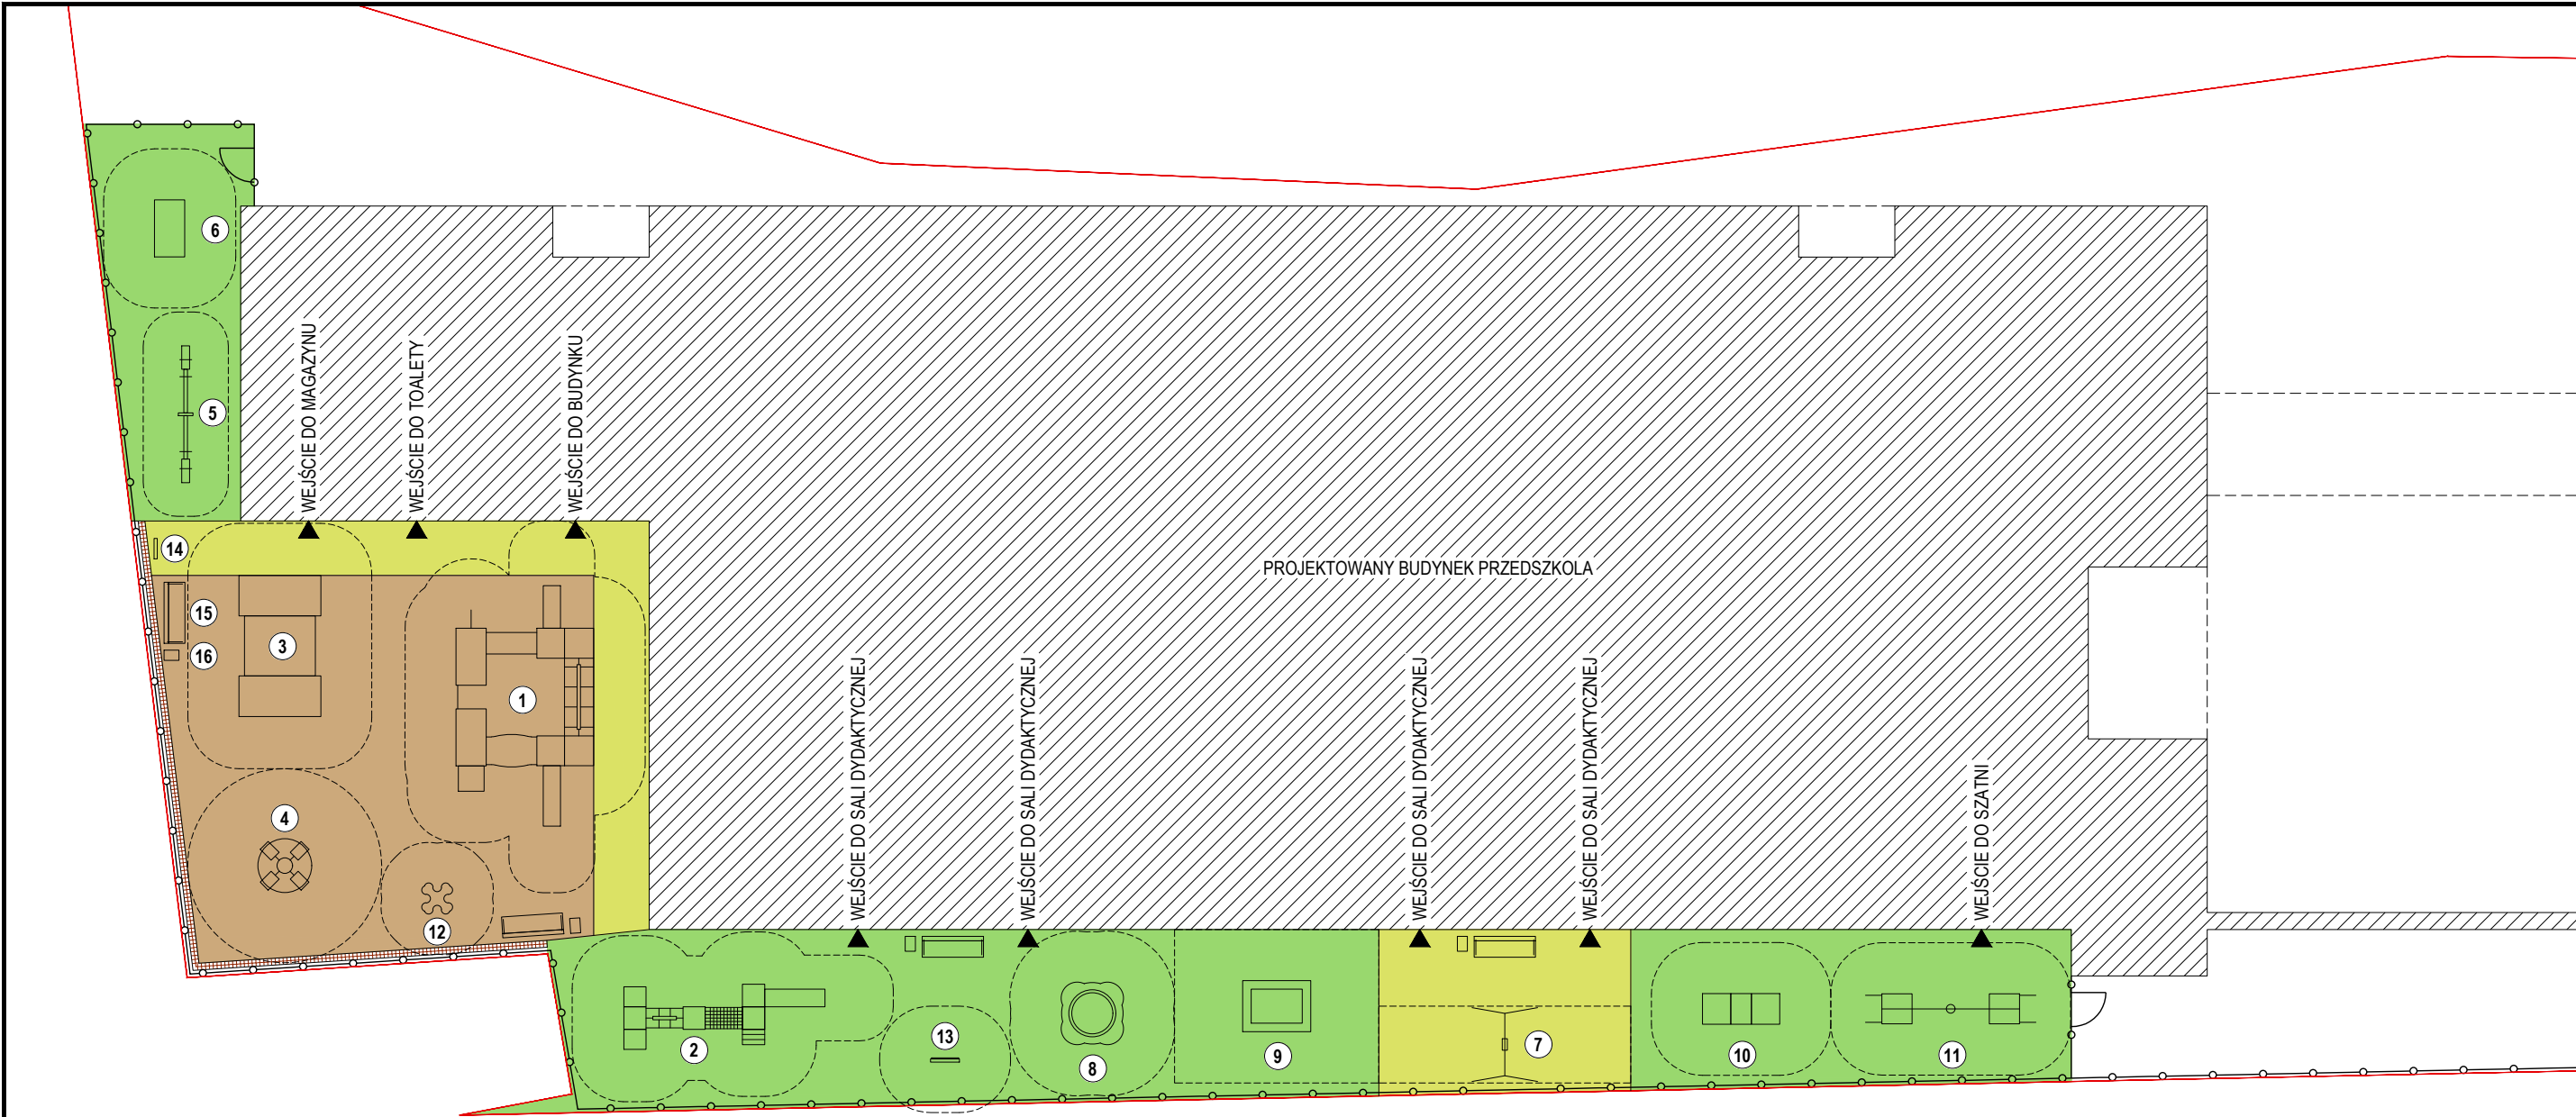 6
5
WEJŚCIE DO MAGAZYNU
WEJŚCIE DO TOALETY
WEJŚCIE DO BUDYNKU
14
15
3
16
1
4
12
PROJEKTOWANY BUDYNEK PRZEDSZKOLA
WEJŚCIE DO SALI DYDAKTYCZNEJ
WEJŚCIE DO SALI DYDAKTYCZNEJ
WEJŚCIE DO SALI DYDAKTYCZNEJ
WEJŚCIE DO SALI DYDAKTYCZNEJ
WEJŚCIE DO SZATNI
2
13
8
9
7
10
11